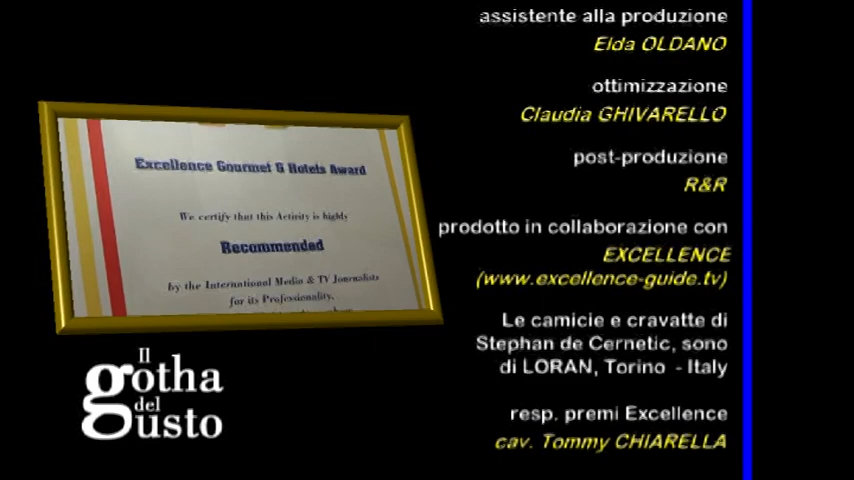 Excellence Gourmet & Hotels Award
We certify that this Activity is highly
Recommended
by the International Media & TV Journalists
for its Professionality,
Il
gotha
del
gusto
assistente alla produzione
Elda OLDANO
ottimizzazione
Claudia GHIVARELLO
post-produzione
R&R
prodotto in collaborazione con
EXCELLENCE
(www.excellence-guide.tv)
Le camicie e cravatte di
Stephan de Cernetic, sono
di LORAN, Torino - Italy
resp. premi Excellence
cav. Tommy CHIARELLA